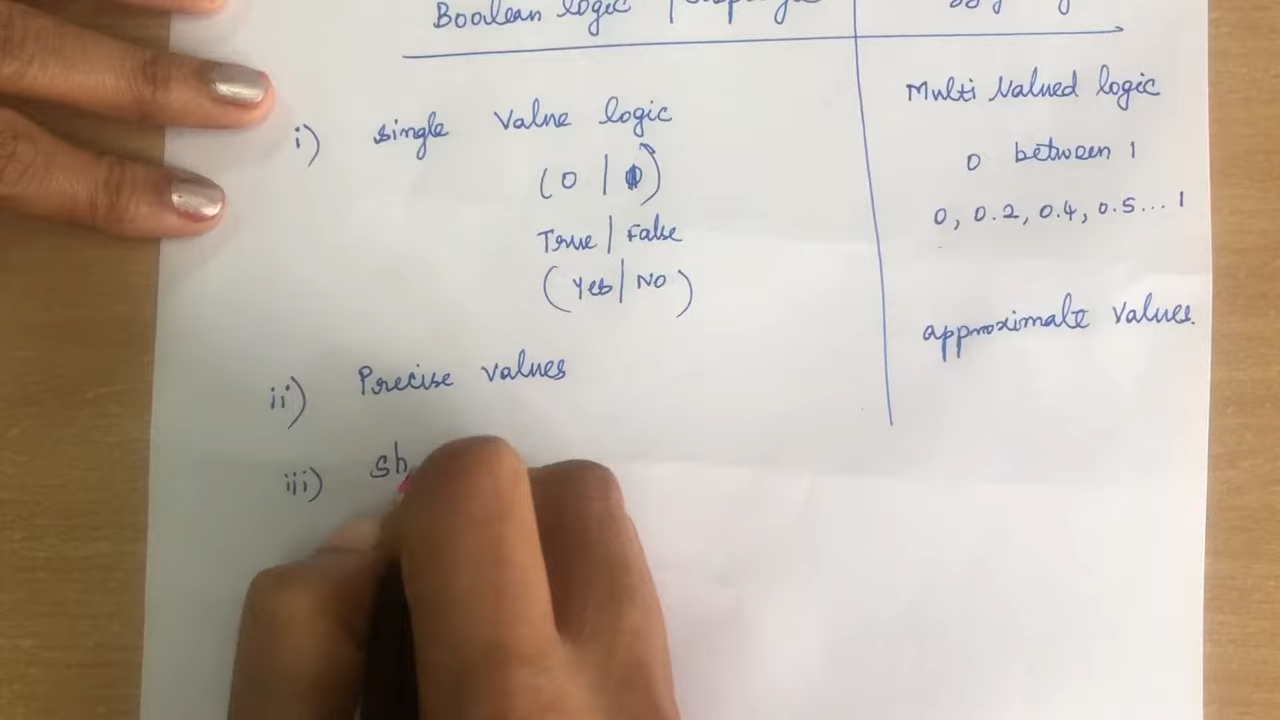 Boolean logic
i) single value logic
(0 | 1)
True | False
(Yes | No)
ii) Precise values
iii) sh
Multi valued logic
0 between 1
0, 0.2, 0.4, 0.5... 1
approximate values.